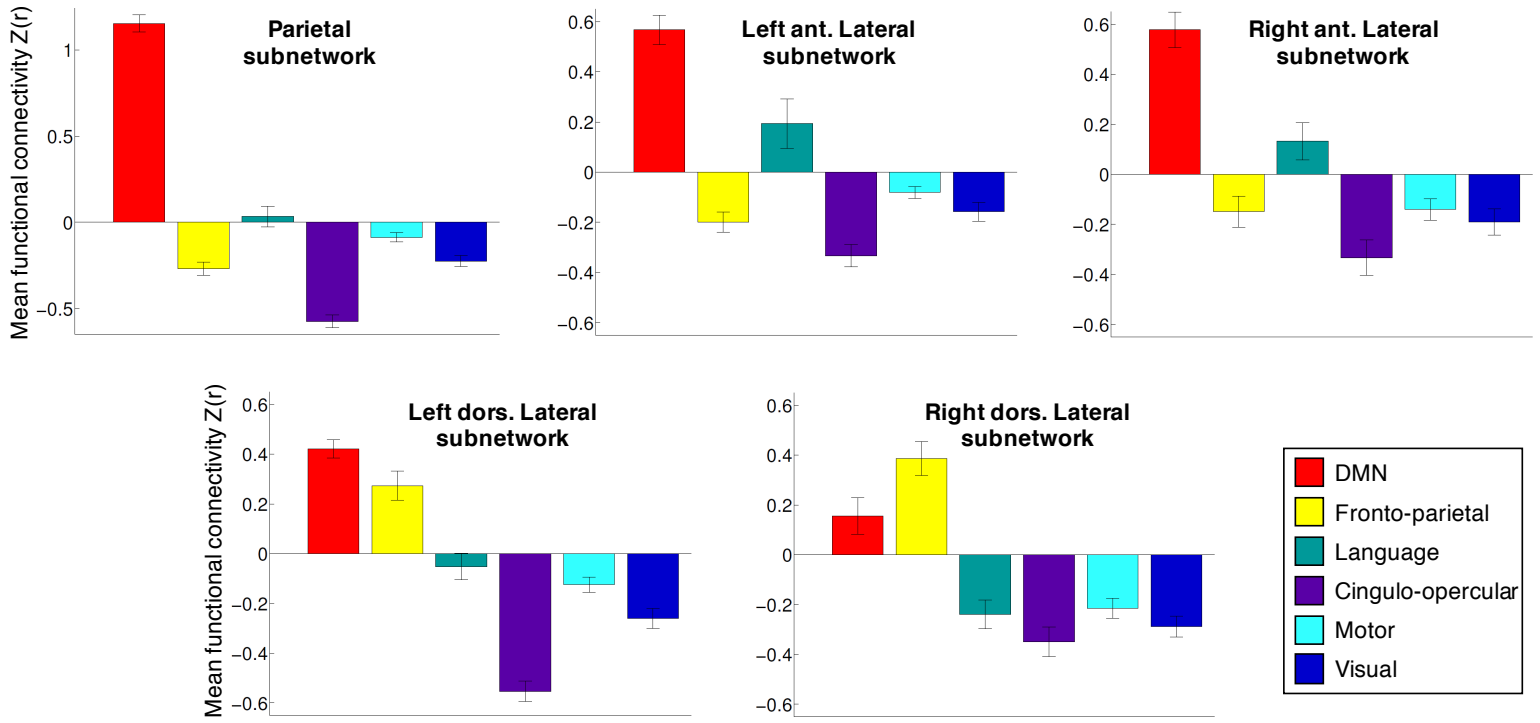 Mean functional connectivity Z(r)
Parietal
subnetwork
1
0.5
0
−0.5
Left ant. Lateral
subnetwork
0.6
0.4
0.2
0
−0.2
−0.4
−0.6
Right ant. Lateral
subnetwork
0.6
0.4
0.2
0
−0.2
−0.4
−0.6
Mean functional connectivity Z(r)
Left dors. Lateral
subnetwork
0.6
0.4
0.2
0
−0.2
−0.4
−0.6
Right dors. Lateral
subnetwork
0.6
0.4
0.2
0
−0.2
−0.4
−0.6
DMN
Fronto-parietal
Language
Cingulo-opercular
Motor
Visual